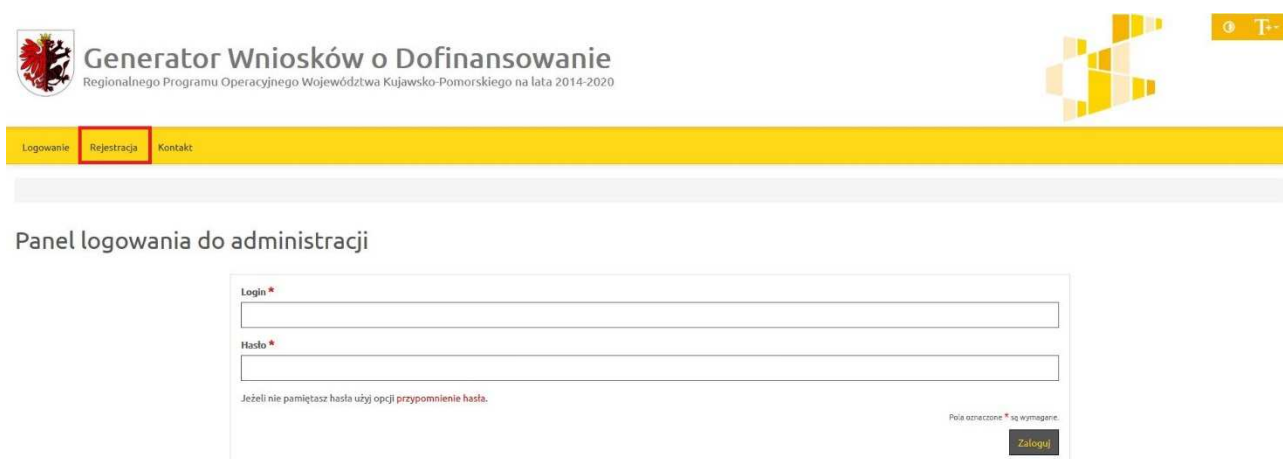 Generator Wniosków o Dofinansowanie
Regionalnego Programu Operacyjnego Województwa Kujawsko-Pomorskiego na lata 2014-2020
T+-
Logowanie Rejestracja Kontakt
Panel logowania do administracji
Login *
Hasło *
Jeżeli nie pamiętasz hasła użyj opcji przypomnienie hasła.
Pola oznaczone * są wymagane.
Zaloguj